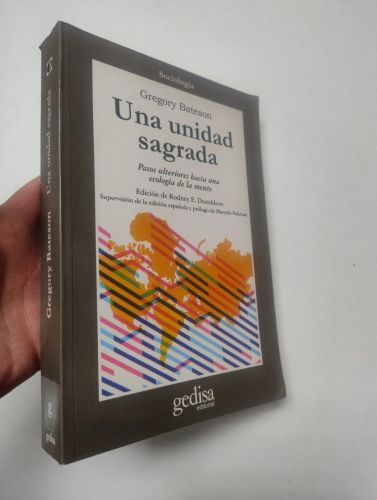 Sociología
Gregory Bateson
Una unidad
sagrada
Pasos ulteriores hacia una
ecología de la mente
Edición de Rodney E. Donaldson
Supervisión de la edición española y prólogo de Marcelo Pakman
gedisa
editorial
Gregory Bateson Una unidad sagrada
g
gedisa